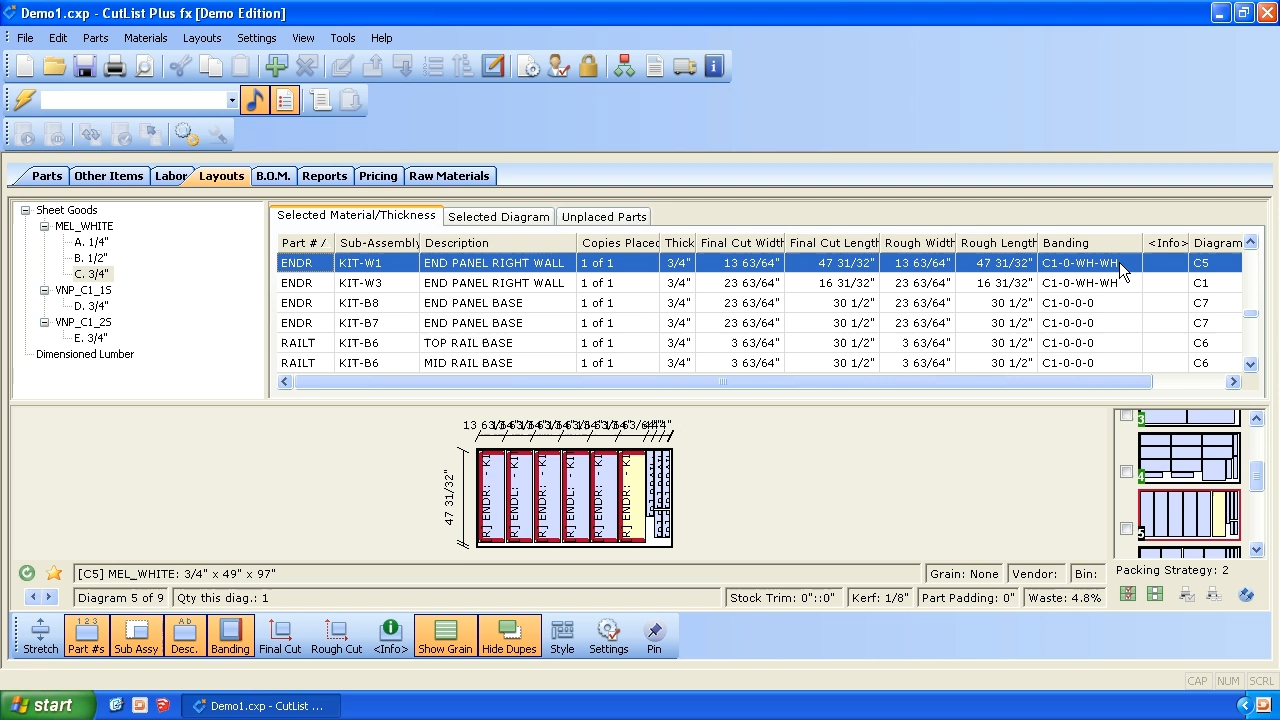 Demo1.cxp - CutList Plus fx [Demo Edition]
File Edit Parts Materials Layouts Settings View Tools Help
Parts Other Items Labor Layouts B.O.M. Reports Pricing Raw Materials
Sheet Goods
MEL_WHITE
A. 1/4"
B. 1/2"
C. 3/4"
VNP_C1_1S
D. 3/4"
VNP_C1_2S
E. 3/4"
Dimensioned Lumber
Selected Material/Thickness Selected Diagram Unplaced Parts
Part # / Sub-Assembly Description Copies Placed Thick Final Cut Width Final Cut Length Rough Width Rough Length Banding <Info> Diagram
ENDR KIT-W1 END PANEL RIGHT WALL 1 of 1 3/4" 13 63/64" 47 31/32" 13 63/64" 47 31/32" C1-0-WH-WH C5
ENDR KIT-W3 END PANEL RIGHT WALL 1 of 1 3/4" 23 63/64" 16 31/32" 23 63/64" 16 31/32" C1-0-WH-WH C1
ENDR KIT-B8 END PANEL BASE 1 of 1 3/4" 23 63/64" 30 1/2" 23 63/64" 30 1/2" C1-0-0-0 C7
ENDR KIT-B7 END PANEL BASE 1 of 1 3/4" 23 63/64" 30 1/2" 23 63/64" 30 1/2" C1-0-0-0 C7
RAILT KIT-B6 TOP RAIL BASE 1 of 1 3/4" 3 63/64" 30 1/2" 3 63/64" 30 1/2" C1-0-0-0 C6
RAILT KIT-B6 MID RAIL BASE 1 of 1 3/4" 3 63/64" 30 1/2" 3 63/64" 30 1/2" C1-0-0-0 C6
47 31/32"
3
4
5
[C5] MEL_WHITE: 3/4" x 49" x 97" Grain: None Vendor: Bin:
Packing Strategy: 2
Diagram 5 of 9 Qty this diag.: 1 Stock Trim: 0"::0" Kerf: 1/8" Part Padding: 0" Waste: 4.8%
Stretch Part #s Sub Assy Desc. Banding Final Cut Rough Cut <Info> Show Grain Hide Dupes Style Settings Pin
CAP NUM SCRL
start Demo1.cxp - CutList ...